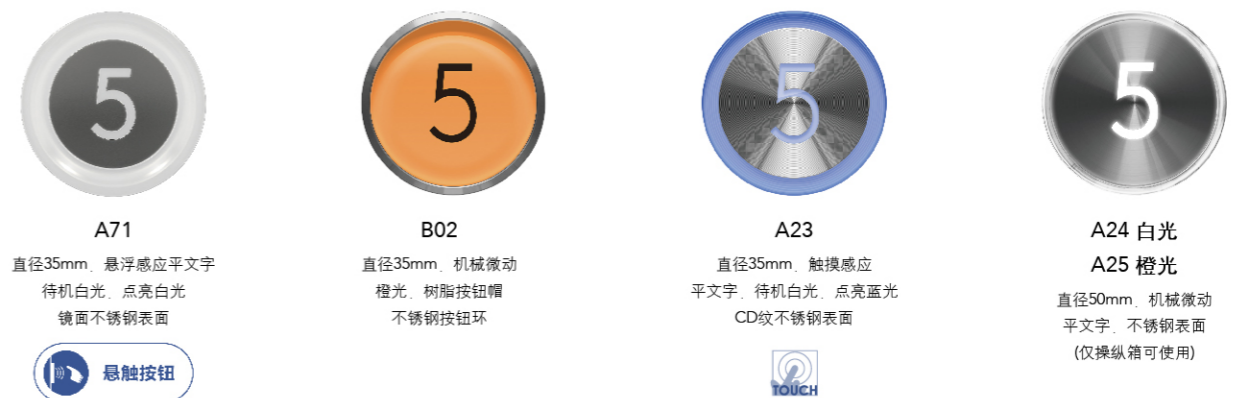 5
A71
直径35mm、悬浮感应平文字
待机白光、点亮白光
镜面不锈钢表面
悬触按钮
5
B02
直径35mm、机械微动
橙光、树脂按钮帽
不锈钢按钮环
5
A23
直径35mm、触摸感应
平文字、待机白光、点亮蓝光
CD纹不锈钢表面
TOUCH
5
A24 白光
A25 橙光
直径50mm、机械微动
平文字、不锈钢表面
(仅操纵箱可使用)